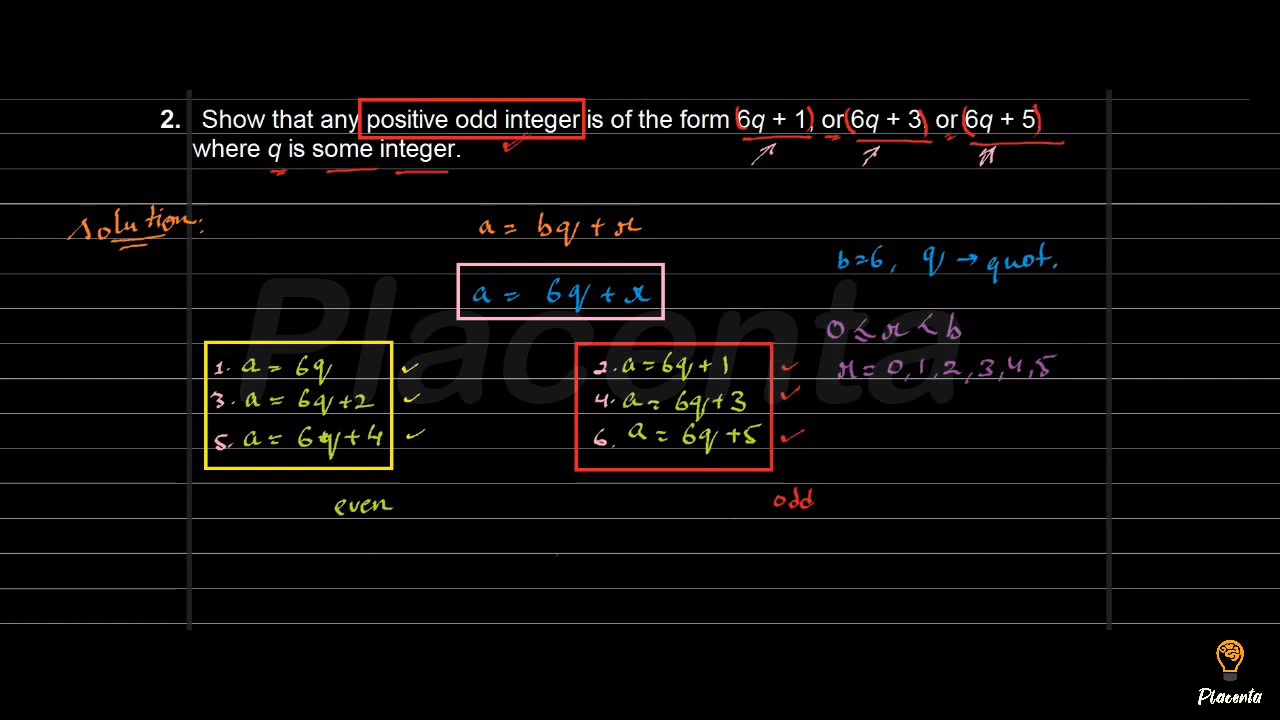 2. Show that any positive odd integer is of the form 6q + 1, or 6q + 3, or 6q + 5,
where q is some integer.
Solution:
a = bq + r
b=6, q → quot.
a = 6q + r
0 ≤ r < b
1. a = 6q
2. a = 6q + 1
r = 0, 1, 2, 3, 4, 5
3. a = 6q + 2
4. a = 6q + 3
5. a = 6q + 4
6. a = 6q + 5
even
odd
Placenta
Placenta